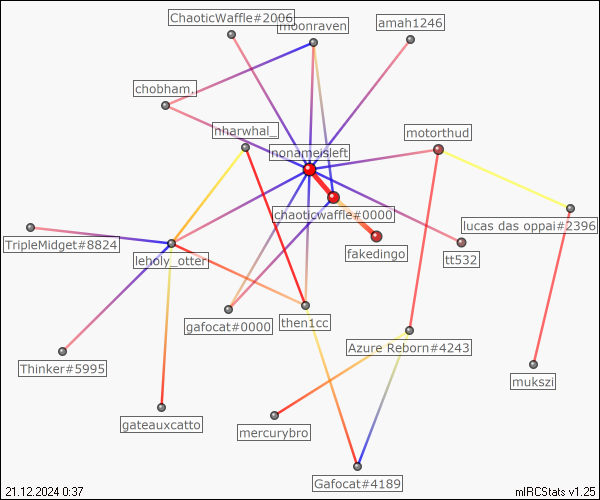 ChaoticWaffle#2006
moonraven
amah1246
chobham.
nharwhal_
motorthud
nonameisleft
chaoticwaffle#0000
lucas das oppai#2396
TripleMidget#8824
leholy_otter
fakedingo
tt532
gafocat#0000
then1cc
Azure Reborn#4243
Thinker#5995
mukszi
gateauxcatto
mercurybro
Gafocat#4189
21.12.2024 0:37
mIRCStats v1.25